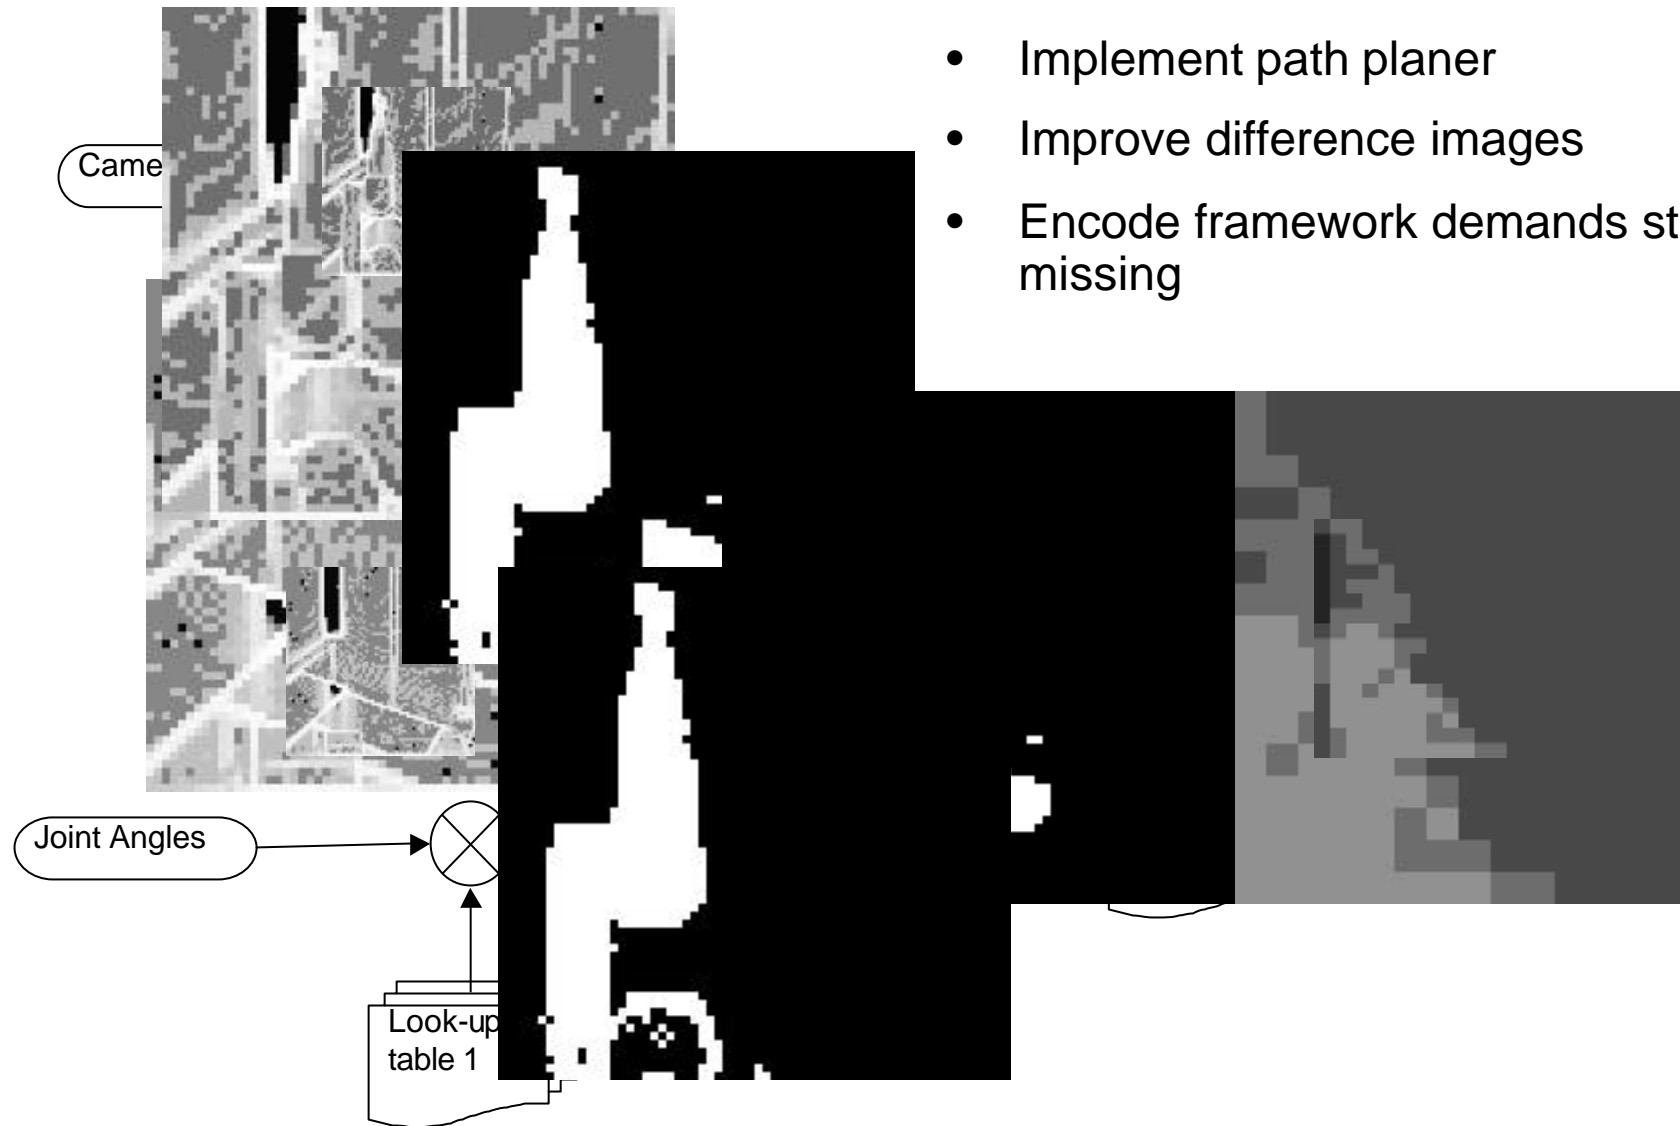 • Implement path planer
• Improve difference images
• Encode framework demands st
missing
Came
Joint Angles
Look-up
table 1